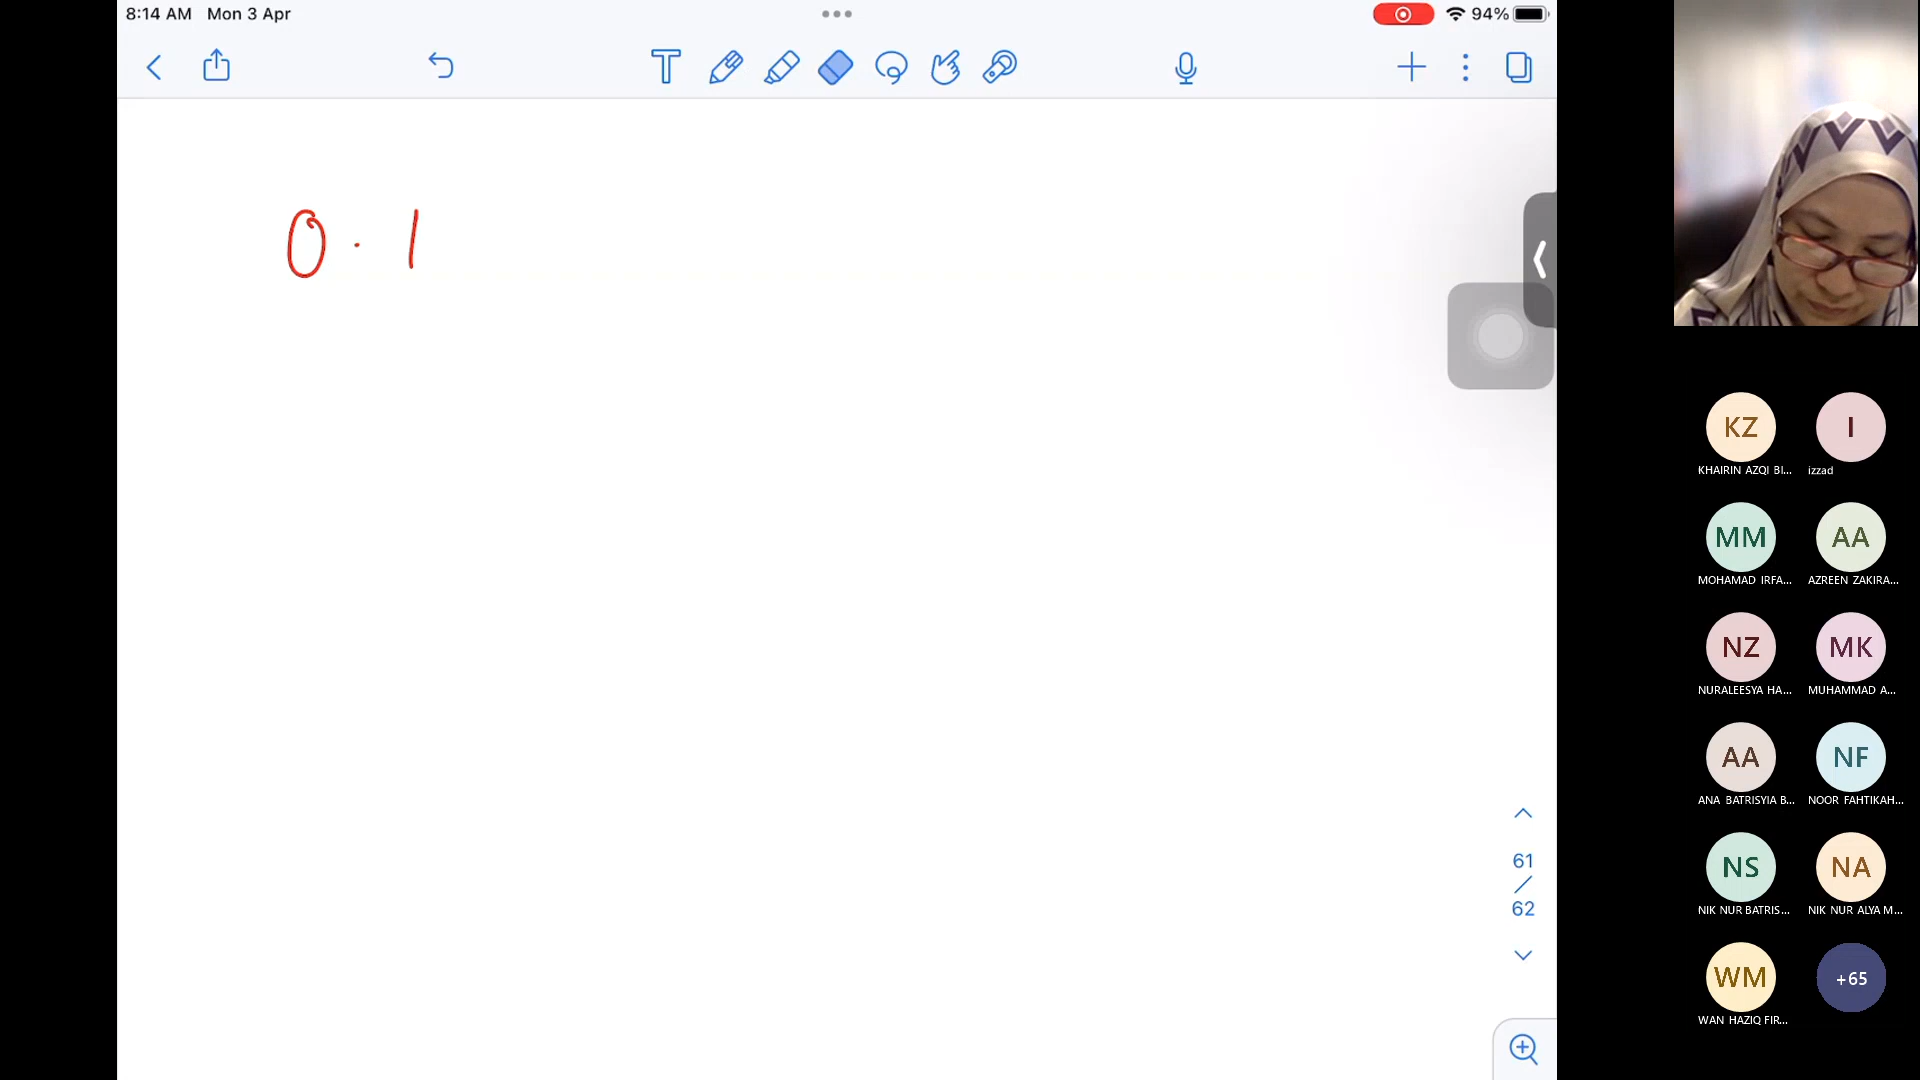 8:14 AM Mon 3 Apr
94%
T
0.1
61
62
KZ
KHAIRIN AZQI BI...
I
izzad
MM
MOHAMAD IRFA...
AA
AZREEN ZAKIRA...
NZ
NURALEESYA HA...
MK
MUHAMMAD A...
AA
ANA BATRISYIA B...
NF
NOOR FAHTIKAH...
NS
NIK NUR BATRIS...
NA
NIK NUR ALYA M...
WM
WAN HAZIQ FIR...
+65